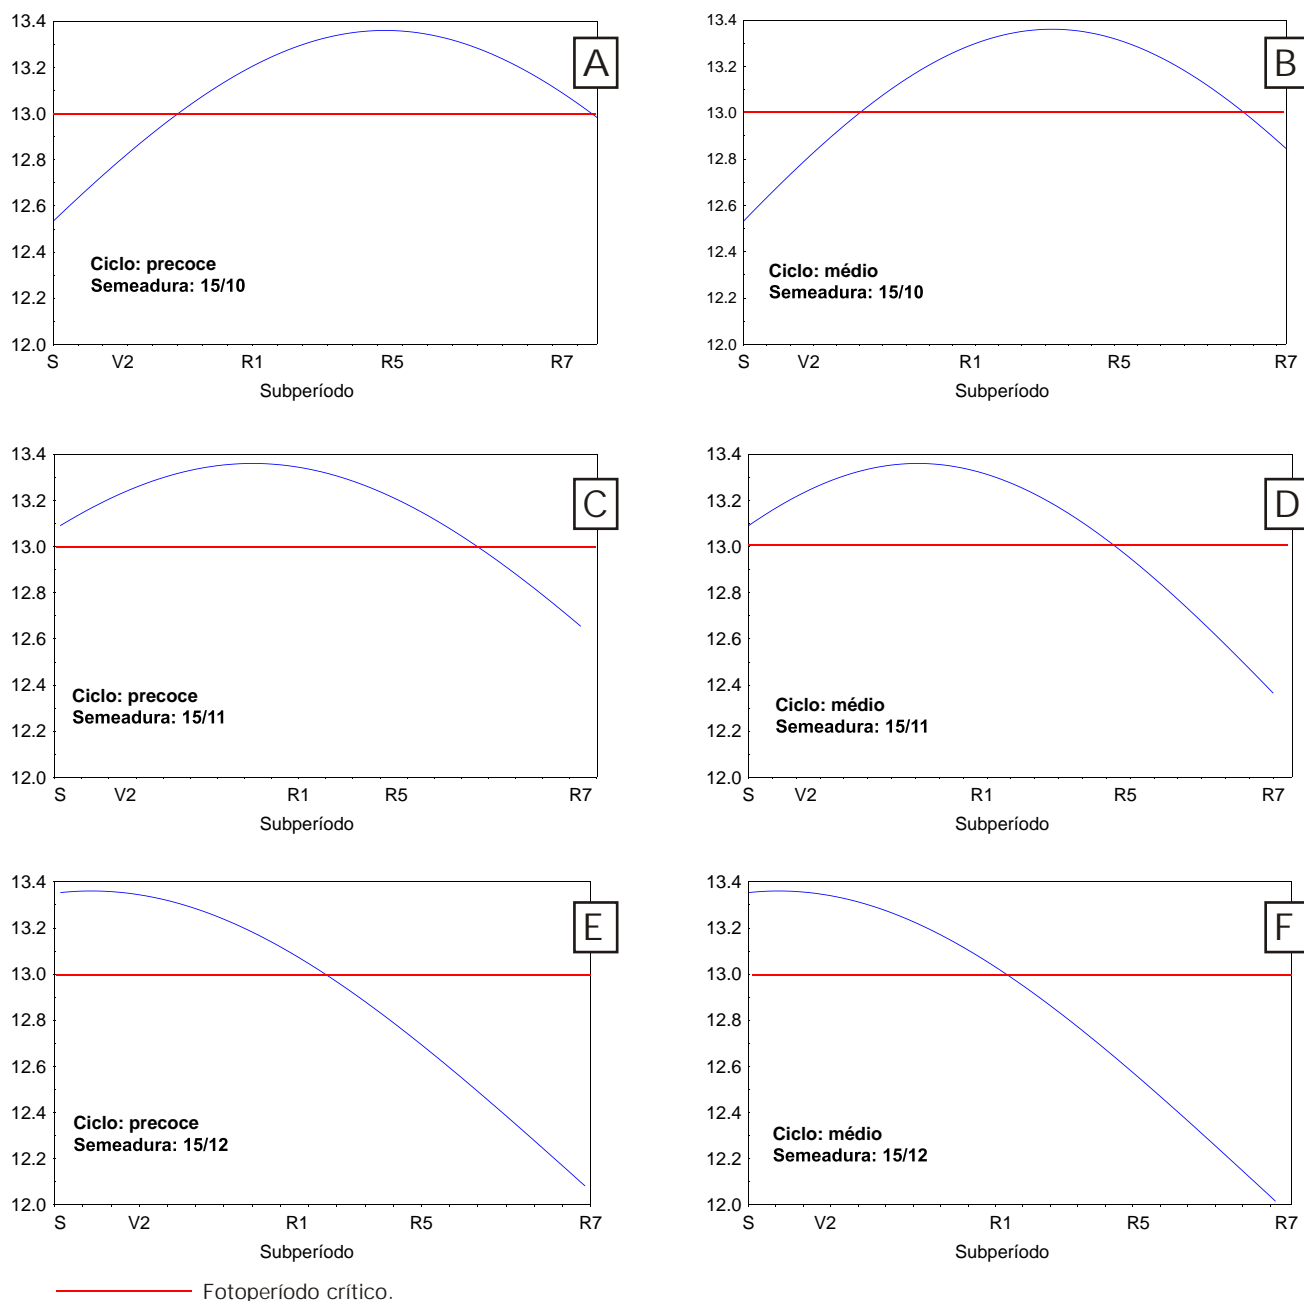 13.4
13.2
13.0
12.8
12.6
12.4
12.2
12.0
A
Ciclo: precoce
Semeadura: 15/10
S V2 R1 R5 R7
Subperíodo
13.4
13.2
13.0
12.8
12.6
12.4
12.2
12.0
B
Ciclo: médio
Semeadura: 15/10
S V2 R1 R5 R7
Subperíodo
13.4
13.2
13.0
12.8
12.6
12.4
12.2
12.0
C
Ciclo: precoce
Semeadura: 15/11
S V2 R1 R5 R7
Subperíodo
13.4
13.2
13.0
12.8
12.6
12.4
12.2
12.0
D
Ciclo: médio
Semeadura: 15/11
S V2 R1 R5 R7
Subperíodo
13.4
13.2
13.0
12.8
12.6
12.4
12.2
12.0
E
Ciclo: precoce
Semeadura: 15/12
S V2 R1 R5 R7
Subperíodo
13.4
13.2
13.0
12.8
12.6
12.4
12.2
12.0
F
Ciclo: médio
Semeadura: 15/12
S V2 R1 R5 R7
Subperíodo
Fotoperíodo crítico.